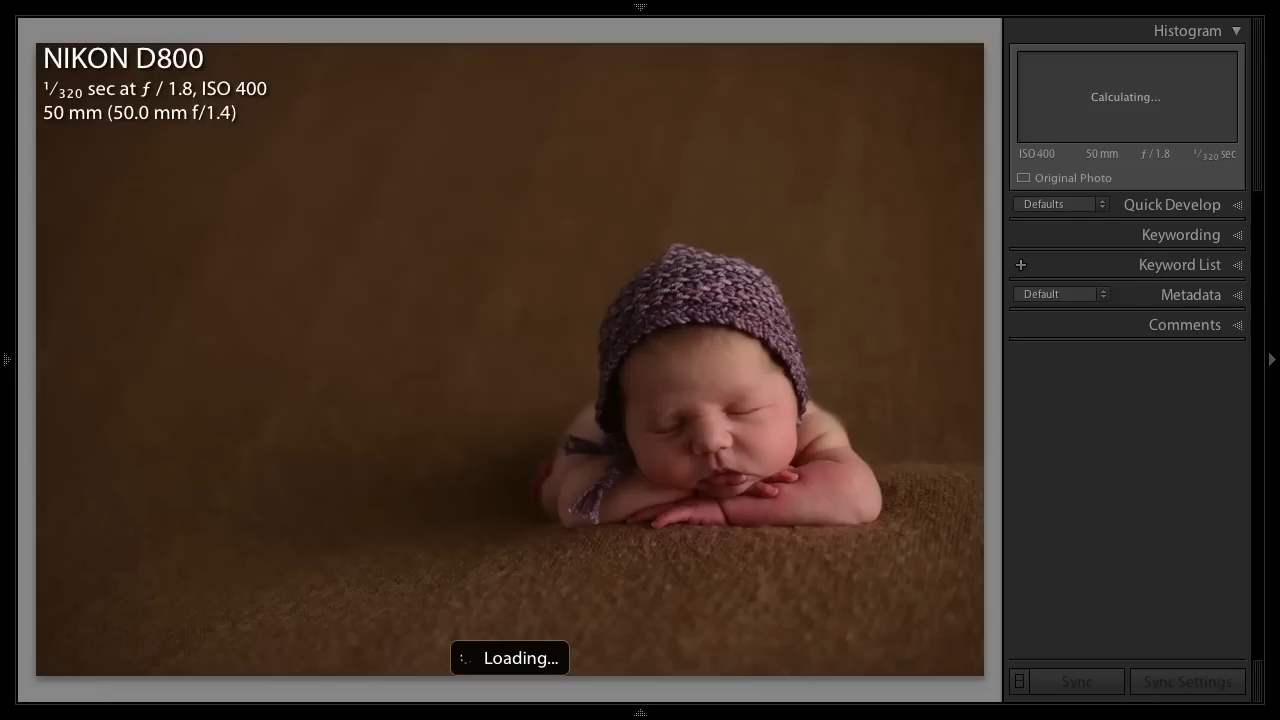 NIKON D800
1/320 sec at ƒ / 1.8, ISO 400
50 mm (50.0 mm f/1.4)
Loading...
Histogram
Calculating...
ISO 400 50 mm ƒ / 1.8 1/320 sec
Original Photo
Defaults Quick Develop
Keywording
Keyword List
Default Metadata
Comments
Sync Sync Settings